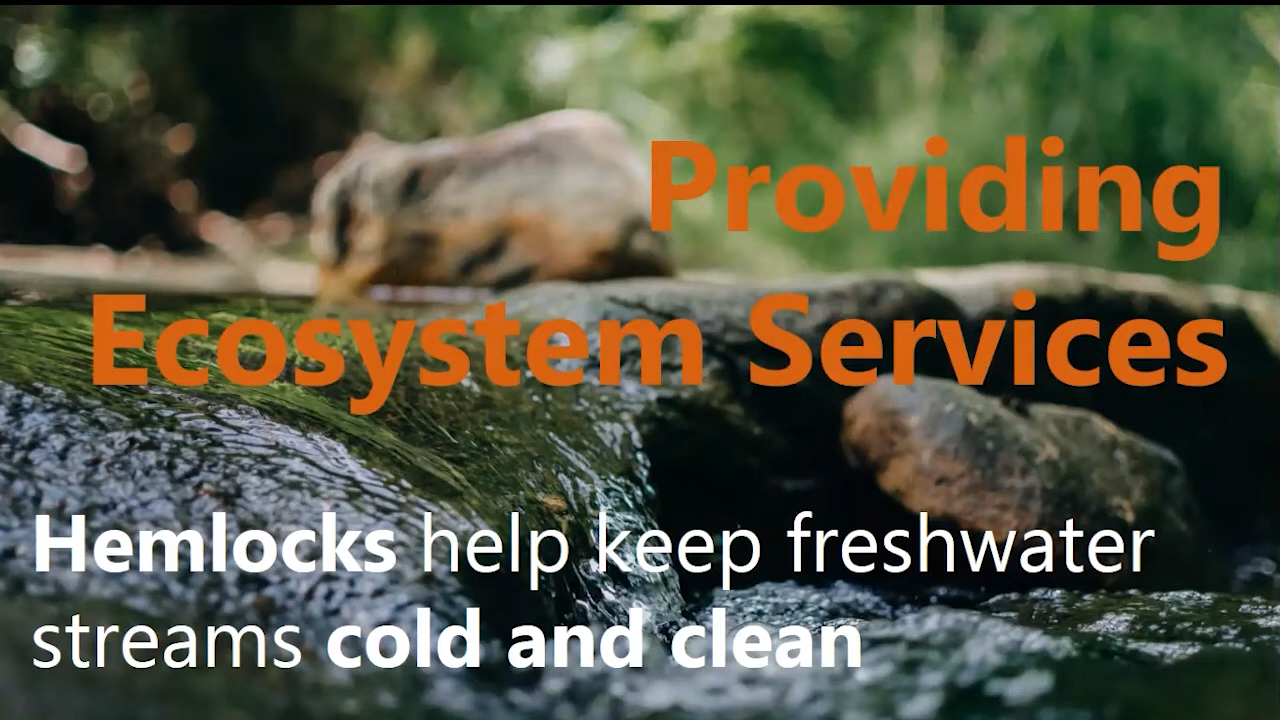 Providing
Ecosystem Services
Hemlocks help keep freshwater
streams cold and clean